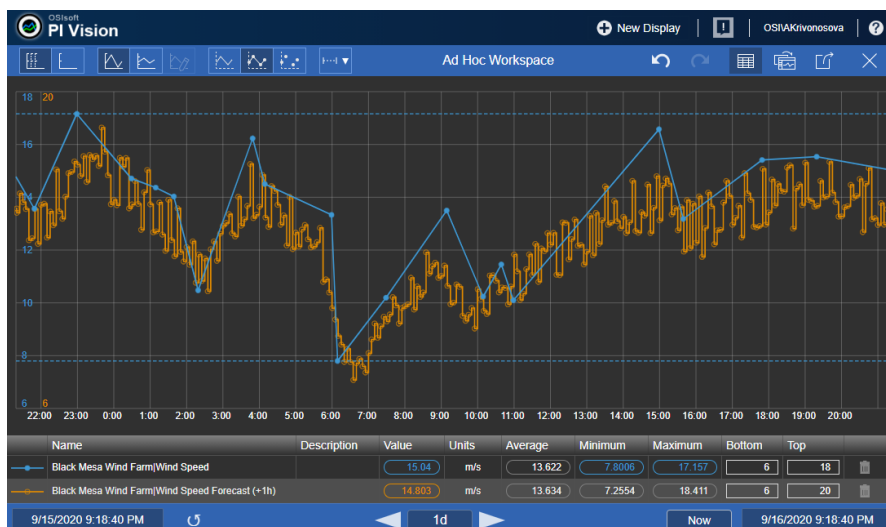 OSIsoft
PI Vision
New Display
OSI\AKrivonosova
?
Ad Hoc Workspace
18 20
16
14
12
10
8
6 6
22:00 23:00 0:00 1:00 2:00 3:00 4:00 5:00 6:00 7:00 8:00 9:00 10:00 11:00 12:00 13:00 14:00 15:00 16:00 17:00 18:00 19:00 20:00
Name Description Value Units Average Minimum Maximum Bottom Top
Black Mesa Wind Farm|Wind Speed 15.04 m/s 13.622 7.8006 17.157 6 18
Black Mesa Wind Farm|Wind Speed Forecast (+1h) 14.803 m/s 13.634 7.2554 18.411 6 20
9/15/2020 9:18:40 PM 1d Now 9/16/2020 9:18:40 PM